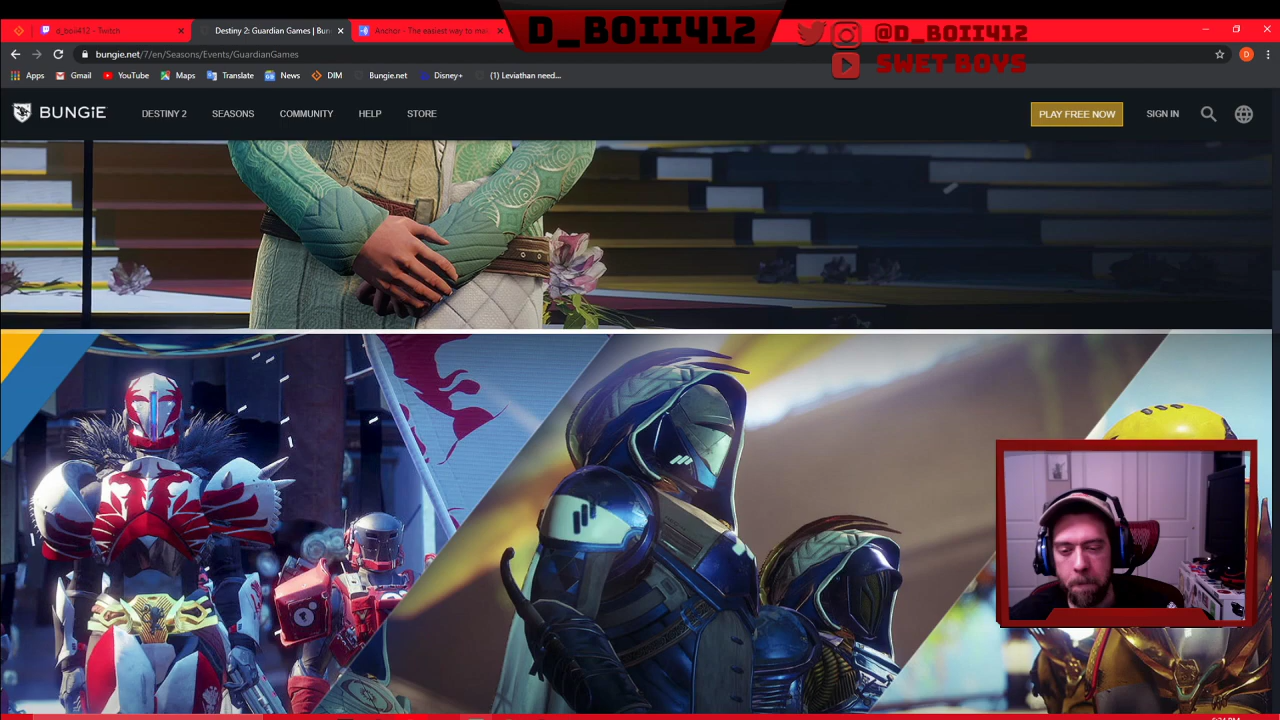 D_BOII412
@D_BOII412
SWET BOYS
d_boii412 - Twitch
Destiny 2: Guardian Games | Bun
Anchor - The easiest way to mak
bungie.net/7/en/Seasons/Events/GuardianGames
D
Apps
Gmail
YouTube
Maps
Translate
News
DIM
Bungie.net
Disney+
(1) Leviathan need...
BUNGiE
DESTINY 2
SEASONS
COMMUNITY
HELP
STORE
PLAY FREE NOW
SIGN IN